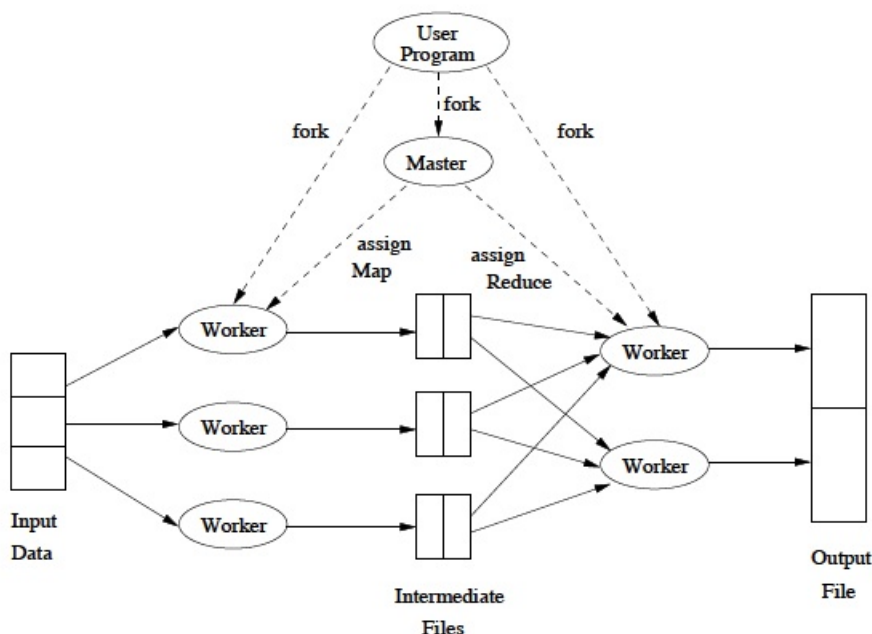 User
Program
fork
fork
fork
Master
assign
Map
assign
Reduce
Worker
Worker
Worker
Worker
Worker
Input
Data
Intermediate
Files
Output
File